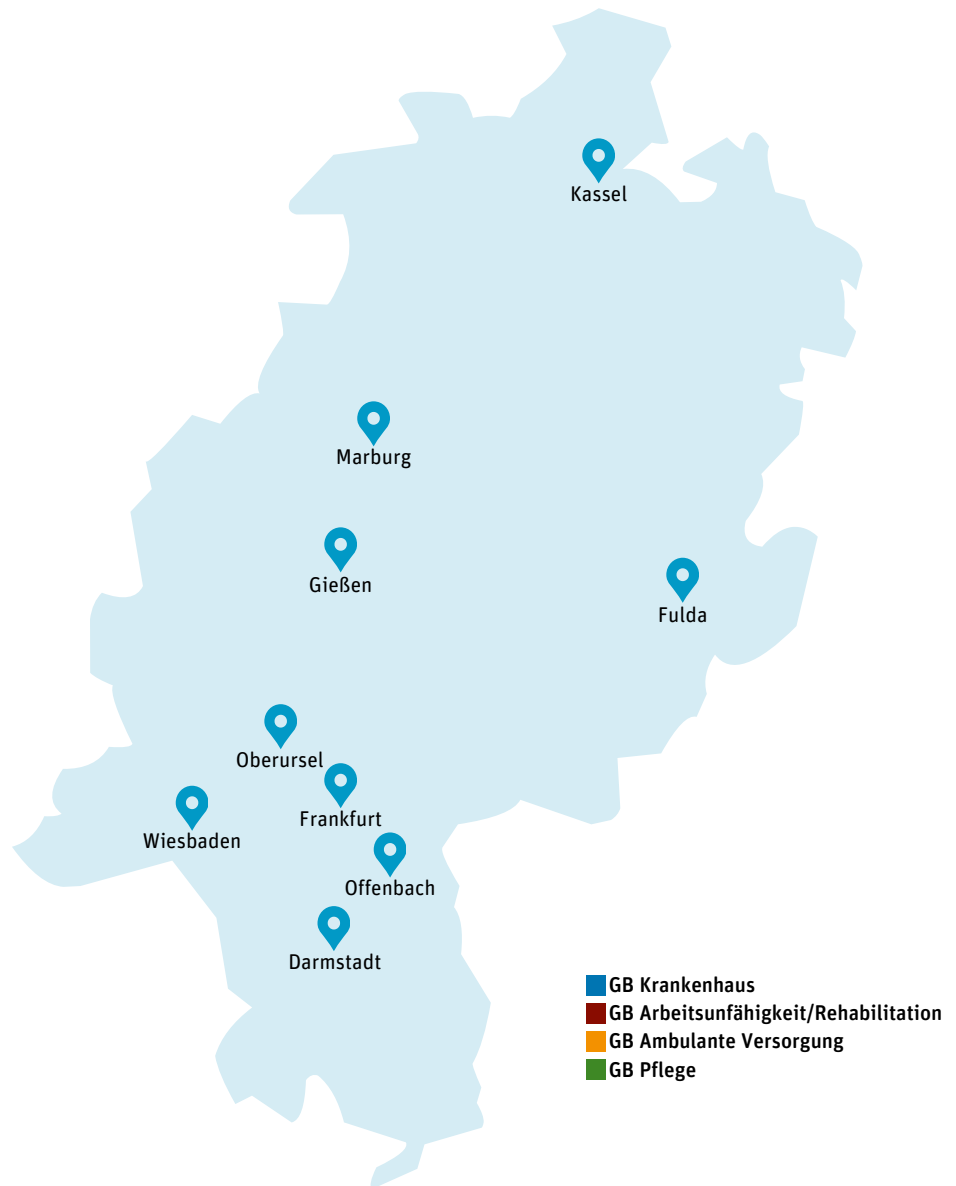 Kassel
Marburg
Gießen
Fulda
Oberursel
Frankfurt
Wiesbaden
Offenbach
Darmstadt
GB Krankenhaus
GB Arbeitsunfähigkeit/Rehabilitation
GB Ambulante Versorgung
GB Pflege